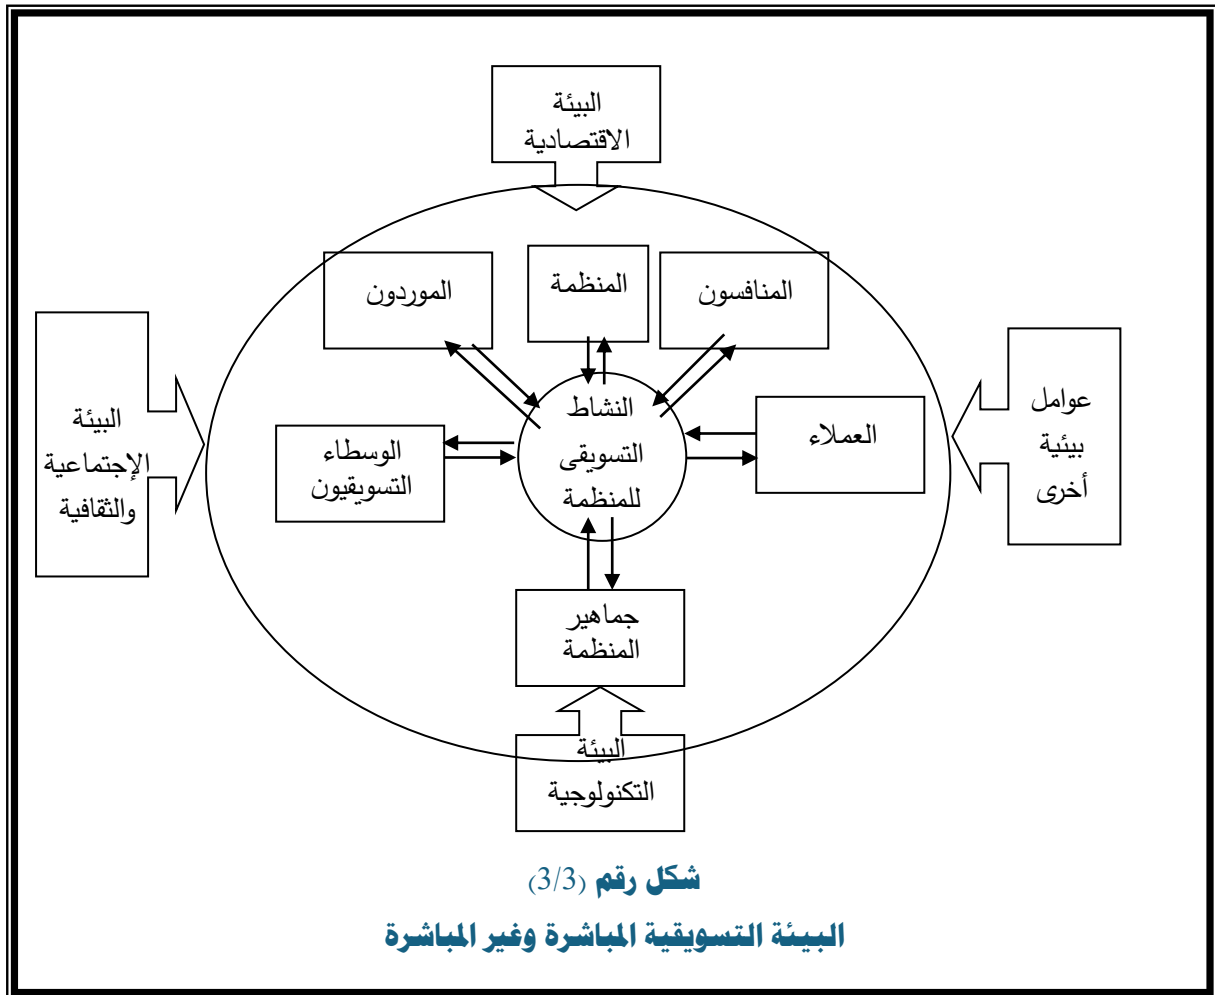 البيئة
الاقتصادية
المنافسون
المنظمة
الموردون
عوامل
بيئية
أخرى
العملاء
النشاط
التسويقى
للمنظمة
الوسطاء
التسويقيون
البيئة
الإجتماعية
والثقافية
جماهير
المنظمة
البيئة
التكنولوجية
شكل رقم (3/3)
البيئة التسويقية المباشرة وغير المباشرة